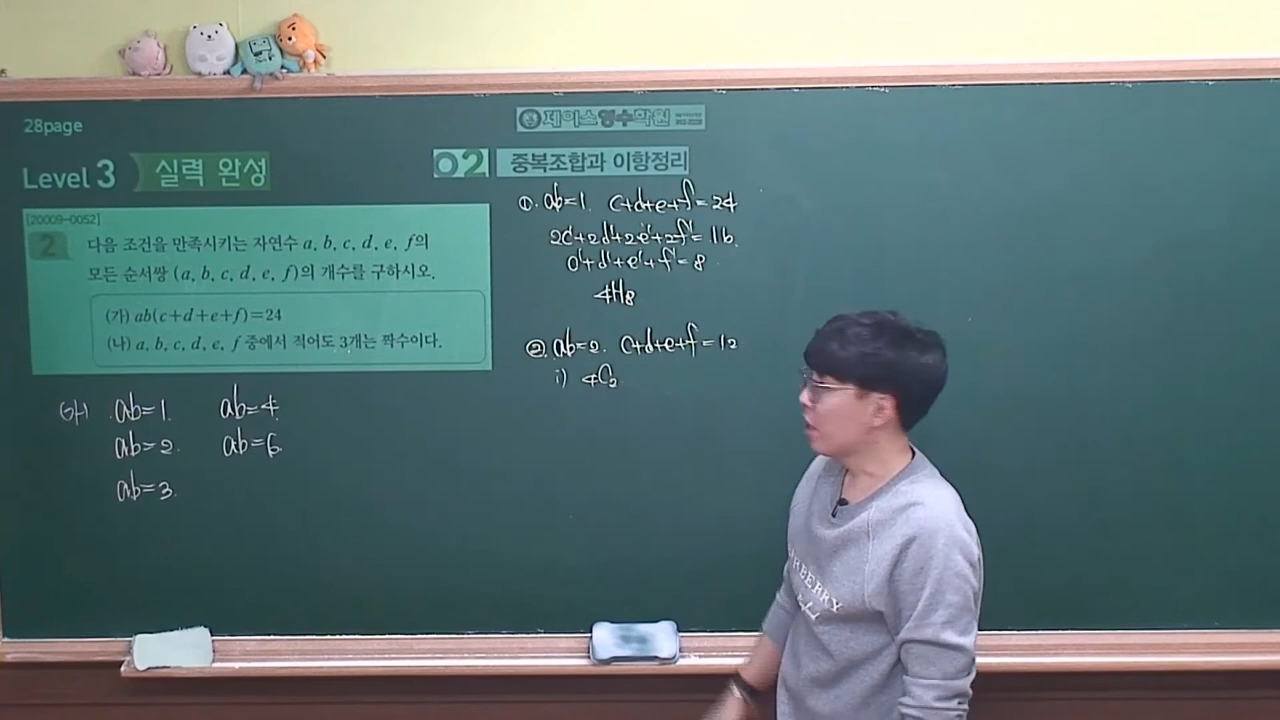 28page
제이스영수학원
Level 3 실력 완성
02 중복조합과 이항정리
[20009-0052]
2 다음 조건을 만족시키는 자연수 a, b, c, d, e, f의
모든 순서쌍 (a, b, c, d, e, f)의 개수를 구하시오.
(가) ab(c+d+e+f)=24
(나) a, b, c, d, e, f 중에서 적어도 3개는 짝수이다.
ab=1. ab=4.
ab=2. ab=6.
ab=3.
①. ab=1. c+d+e+f=24
2c'+2d'+2e'+2f'=16.
c'+d'+e'+f'=8
4H8
②. ab=2. c+d+e+f=12
i) 4C2